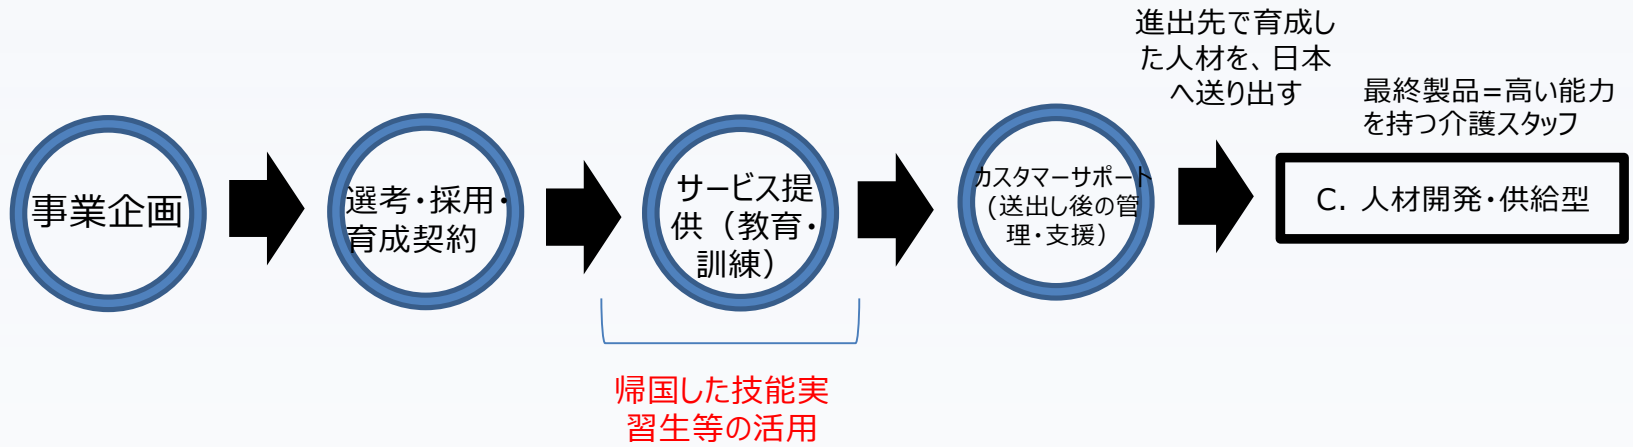 進出先で育成し
た人材を、日本
へ送り出す
最終製品=高い能力
を持つ介護スタッフ
事業企画
選考・採用・
育成契約
サービス提
供（教育・
訓練）
カスタマーサポート
(送出し後の管
理・支援）
C. 人材開発・供給型
帰国した技能実
習生等の活用